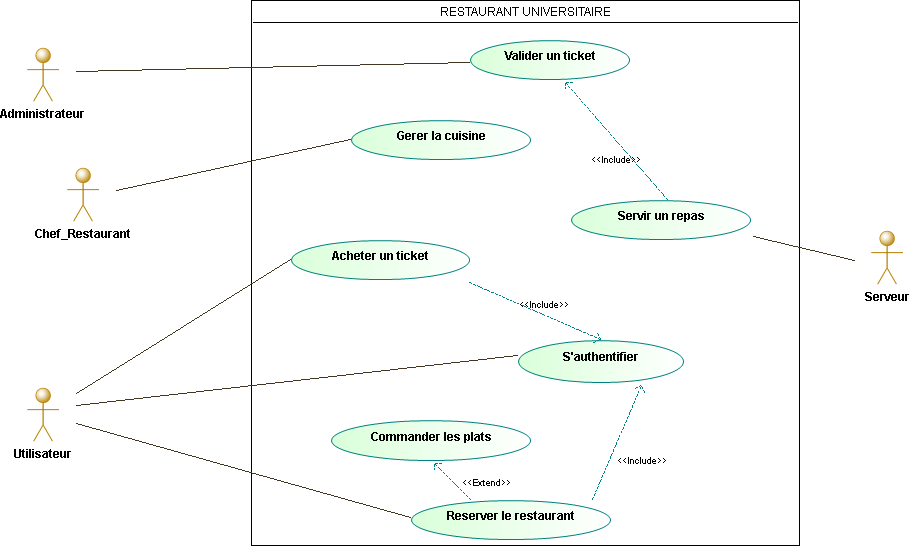 RESTAURANT UNIVERSITAIRE
Valider un ticket
Administrateur
Gerer la cuisine
<<Include>>
Chef_Restaurant
Servir un repas
Acheter un ticket
Serveur
<<Include>>
S'authentifier
Utilisateur
Commander les plats
<<Include>>
<<Extend>>
Reserver le restaurant